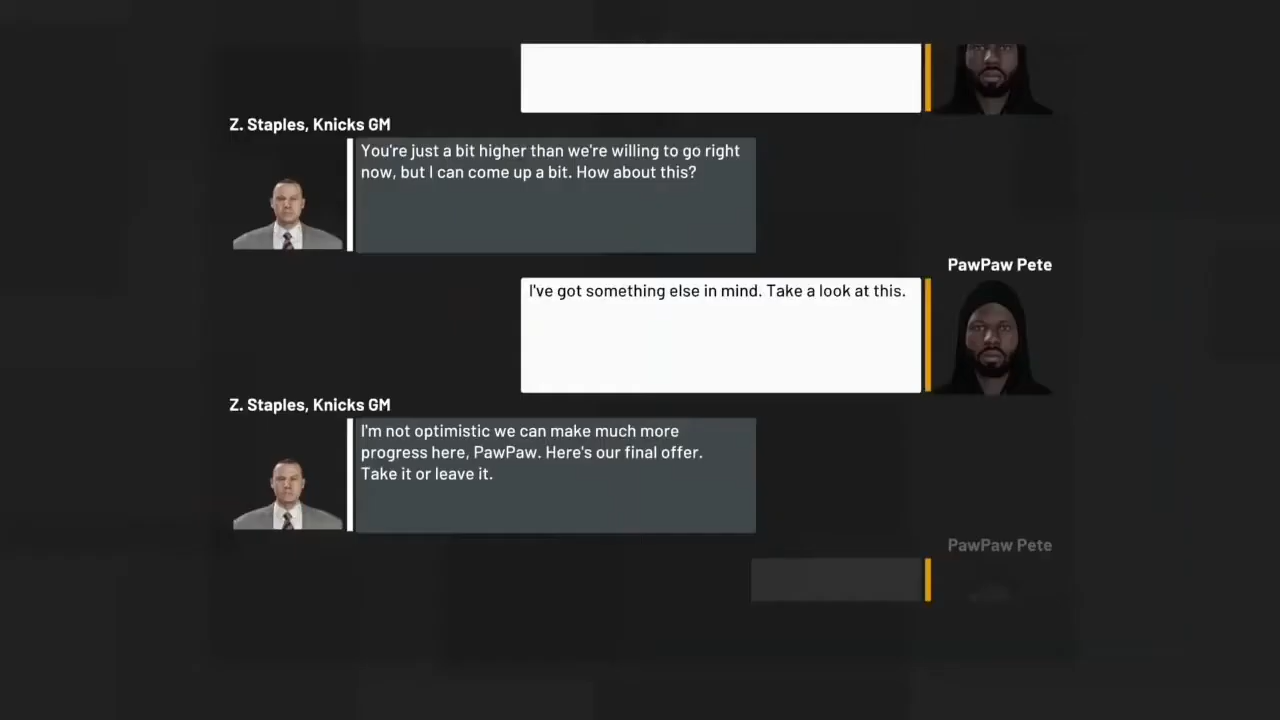 Z. Staples, Knicks GM
You're just a bit higher than we're willing to go right
now, but I can come up a bit. How about this?
PawPaw Pete
I've got something else in mind. Take a look at this.
Z. Staples, Knicks GM
I'm not optimistic we can make much more
progress here, PawPaw. Here's our final offer.
Take it or leave it.
PawPaw Pete